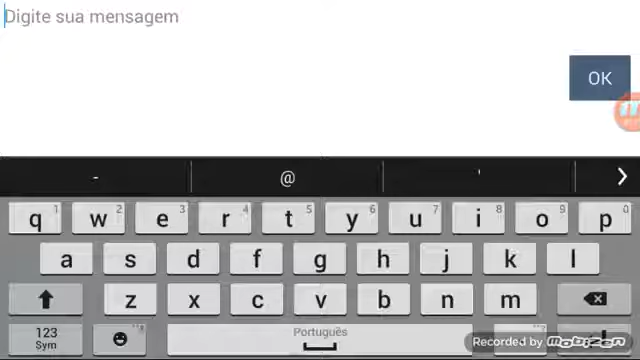 Digite sua mensagem
OK
- @ '
q 1 w 2 e 3 r 4 t 5 y 6 u 7 i 8 o 9 p 0
a s d f g h j k l
z x c v b n m
123
Sym
Português
Recorded by Mobizen